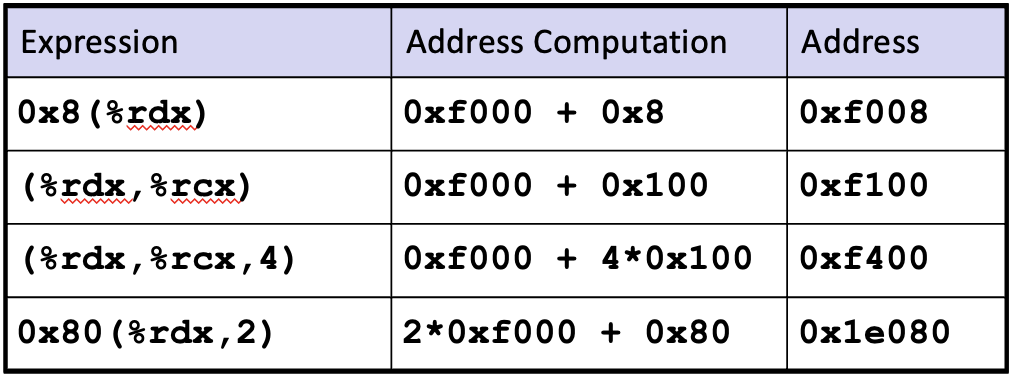 Expression Address Computation Address
0x8(%rdx) 0xf000 + 0x8 0xf008
(%rdx,%rcx) 0xf000 + 0x100 0xf100
(%rdx,%rcx,4) 0xf000 + 4*0x100 0xf400
0x80(%rdx,2) 2*0xf000 + 0x80 0x1e080